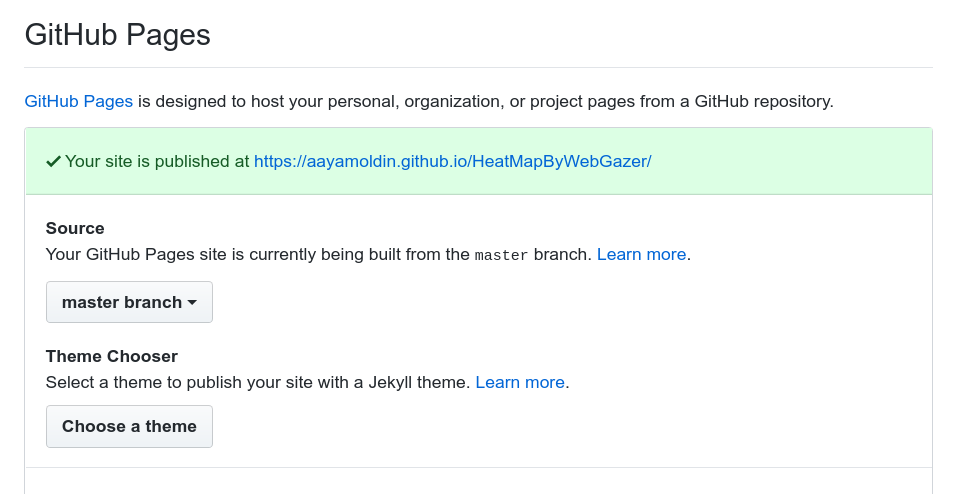 GitHub Pages
GitHub Pages is designed to host your personal, organization, or project pages from a GitHub repository.
Your site is published at https://aayamoldin.github.io/HeatMapByWebGazer/
Source
Your GitHub Pages site is currently being built from the master branch. Learn more.
master branch
Theme Chooser
Select a theme to publish your site with a Jekyll theme. Learn more.
Choose a theme